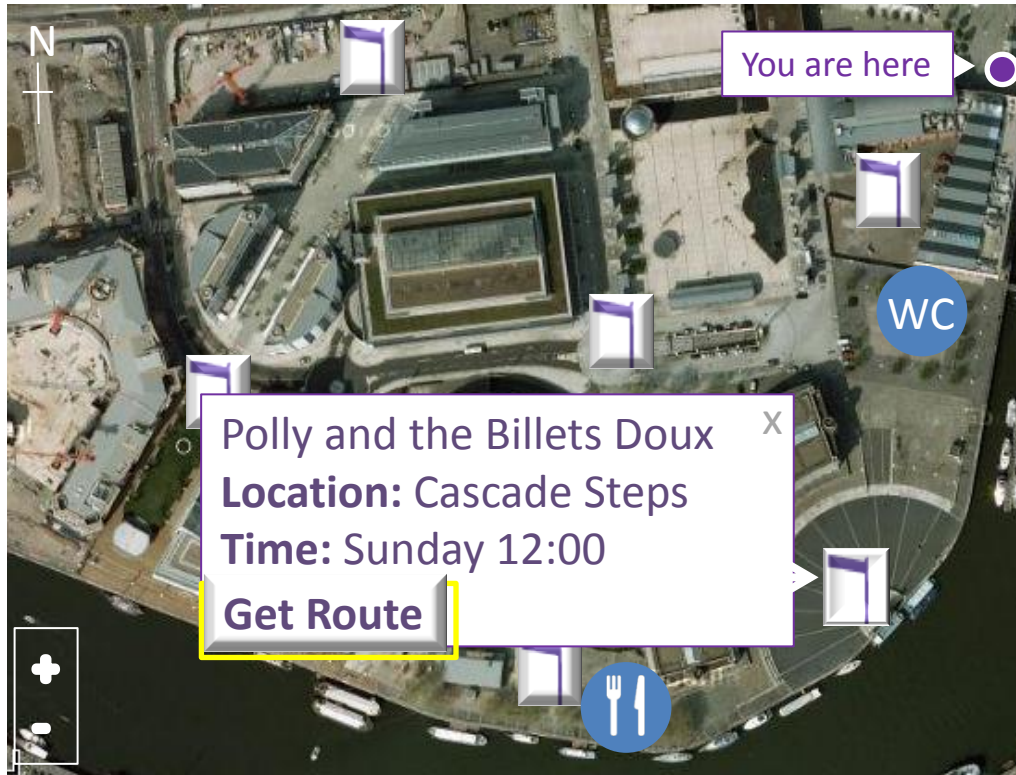 N
You are here
WC
Polly and the Billets Doux
X
Location: Cascade Steps
Time: Sunday 12:00
Get Route
+
-